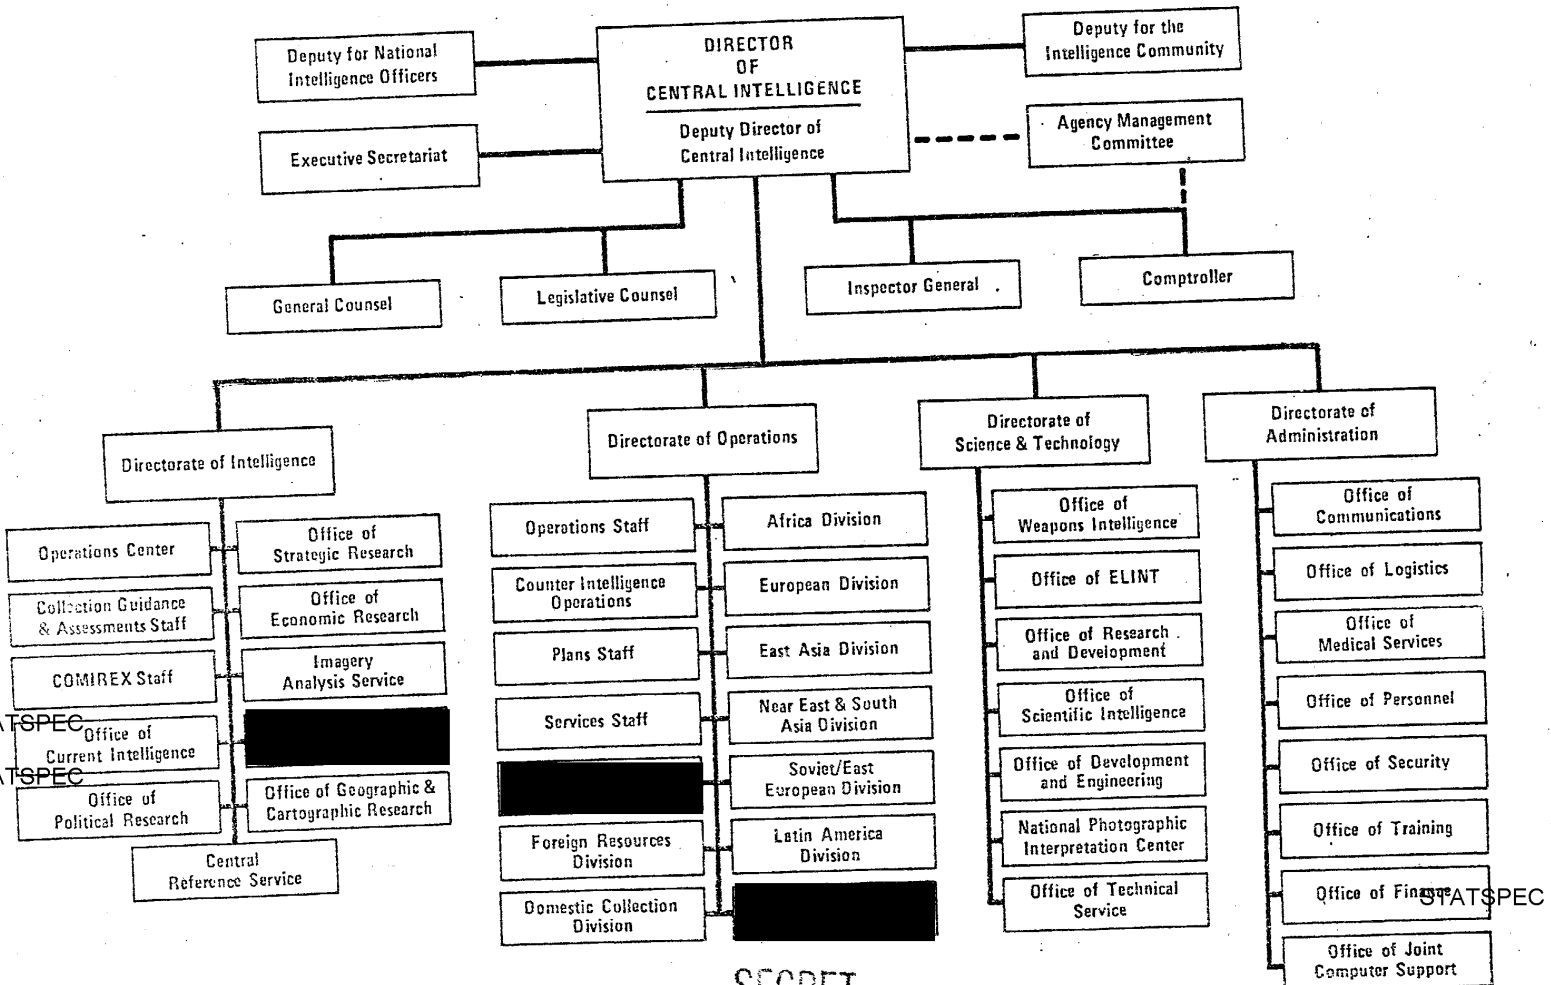 Deputy for National
Intelligence Officers
DIRECTOR
OF
CENTRAL INTELLIGENCE
Deputy Director of
Central Intelligence
Deputy for the
Intelligence Community
Executive Secretariat
Agency Management
Committee
General Counsel
Legislative Counsel
Inspector General
Comptroller
Directorate of Intelligence
Directorate of Operations
Directorate of
Science & Technology
Directorate of
Administration
Operations Center
Collection Guidance
& Assessments Staff
COMIREX Staff
ATSPEC
Office of
Current Intelligence
ATSPEC
Office of
Political Research
Office of
Strategic Research
Office of
Economic Research
Imagery
Analysis Service
Office of Geographic &
Cartographic Research
Central
Reference Service
Operations Staff
Counter Intelligence
Operations
Plans Staff
Services Staff
Foreign Resources
Division
Domestic Collection
Division
Africa Division
European Division
East Asia Division
Near East & South
Asia Division
Soviet/East
European Division
Latin America
Division
Office of
Weapons Intelligence
Office of ELINT
Office of Research
and Development
Office of
Scientific Intelligence
Office of Development
and Engineering
National Photographic
Interpretation Center
Office of Technical
Service
Office of
Communications
Office of Logistics
Office of
Medical Services
Office of Personnel
Office of Security
Office of Training
Office of Finance
STATSPEC
Office of Joint
Computer Support
SECRET